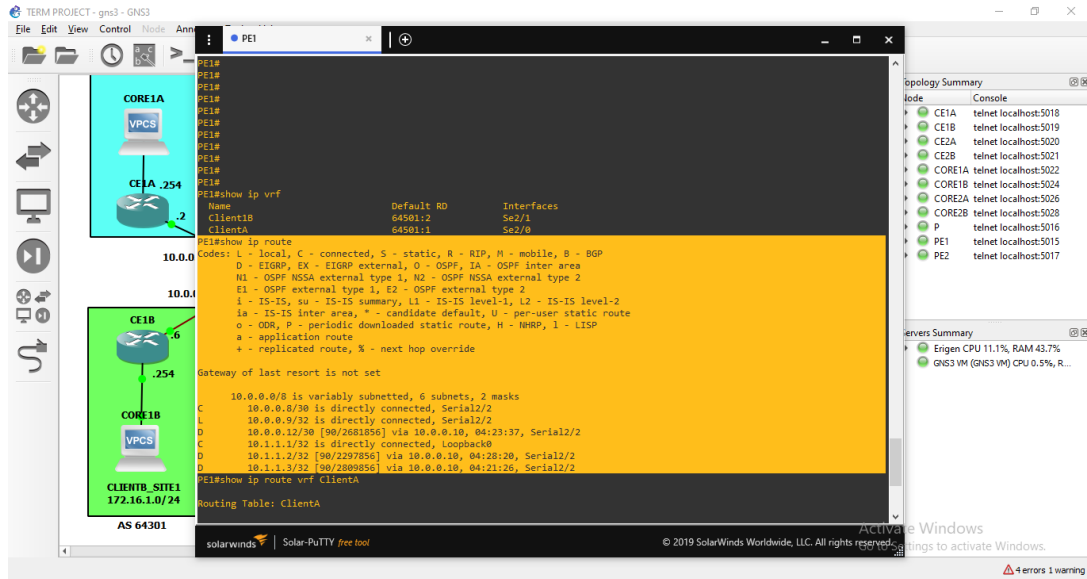 TERM PROJECT - gns3 - GNS3
File Edit View Control Node Ann
PE1
CORE1A
VPCS
CE1A .254
.2
10.0.0
10.0.0
CE1B
.6
.254
CORE1B
VPCS
CLIENTB_SITE1
172.16.1.0/24
AS 64301
PE1#
PE1#
PE1#
PE1#
PE1#
PE1#
PE1#
PE1#
PE1#
PE1#
PE1#
PE1#show ip vrf
Name Default RD Interfaces
Client1B 64501:2 Se2/1
ClientA 64501:1 Se2/0
PE1#show ip route
Codes: L - local, C - connected, S - static, R - RIP, M - mobile, B - BGP
D - EIGRP, EX - EIGRP external, O - OSPF, IA - OSPF inter area
N1 - OSPF NSSA external type 1, N2 - OSPF NSSA external type 2
E1 - OSPF external type 1, E2 - OSPF external type 2
i - IS-IS, su - IS-IS summary, L1 - IS-IS level-1, L2 - IS-IS level-2
ia - IS-IS inter area, * - candidate default, U - per-user static route
o - ODR, P - periodic downloaded static route, H - NHRP, l - LISP
a - application route
+ - replicated route, % - next hop override
Gateway of last resort is not set
10.0.0.0/8 is variably subnetted, 6 subnets, 2 masks
C 10.0.0.8/30 is directly connected, Serial2/2
L 10.0.0.9/32 is directly connected, Serial2/2
D 10.0.0.12/30 [90/2681856] via 10.0.0.10, 04:23:37, Serial2/2
C 10.1.1.1/32 is directly connected, Loopback0
D 10.1.1.2/32 [90/2297856] via 10.0.0.10, 04:28:20, Serial2/2
D 10.1.1.3/32 [90/2809856] via 10.0.0.10, 04:21:26, Serial2/2
PE1#show ip route vrf ClientA
Routing Table: ClientA
solarwinds Solar-PuTTY free tool © 2019 SolarWinds Worldwide, LLC. All rights reserved.
Topology Summary
Node Console
CE1A telnet localhost:5018
CE1B telnet localhost:5019
CE2A telnet localhost:5020
CE2B telnet localhost:5021
CORE1A telnet localhost:5022
CORE1B telnet localhost:5024
CORE2A telnet localhost:5026
CORE2B telnet localhost:5028
P telnet localhost:5016
PE1 telnet localhost:5015
PE2 telnet localhost:5017
Servers Summary
Erigen CPU 11.1%, RAM 43.7%
GNS3 VM (GNS3 VM) CPU 0.5%, R...
Activate Windows
Go to Settings to activate Windows.
4 errors 1 warning